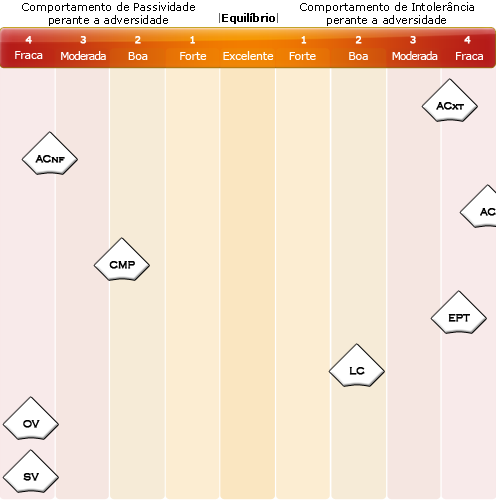 Comportamento de Passividade
perante a adversidade
|Equilíbrio|
Comportamento de Intolerância
perante a adversidade
4 3 2 1 1 2 3 4
Fraca Moderada Boa Forte Excelente Forte Boa Moderada Fraca
ACXT
ACNF
AC
CMP
EPT
LC
OV
SV